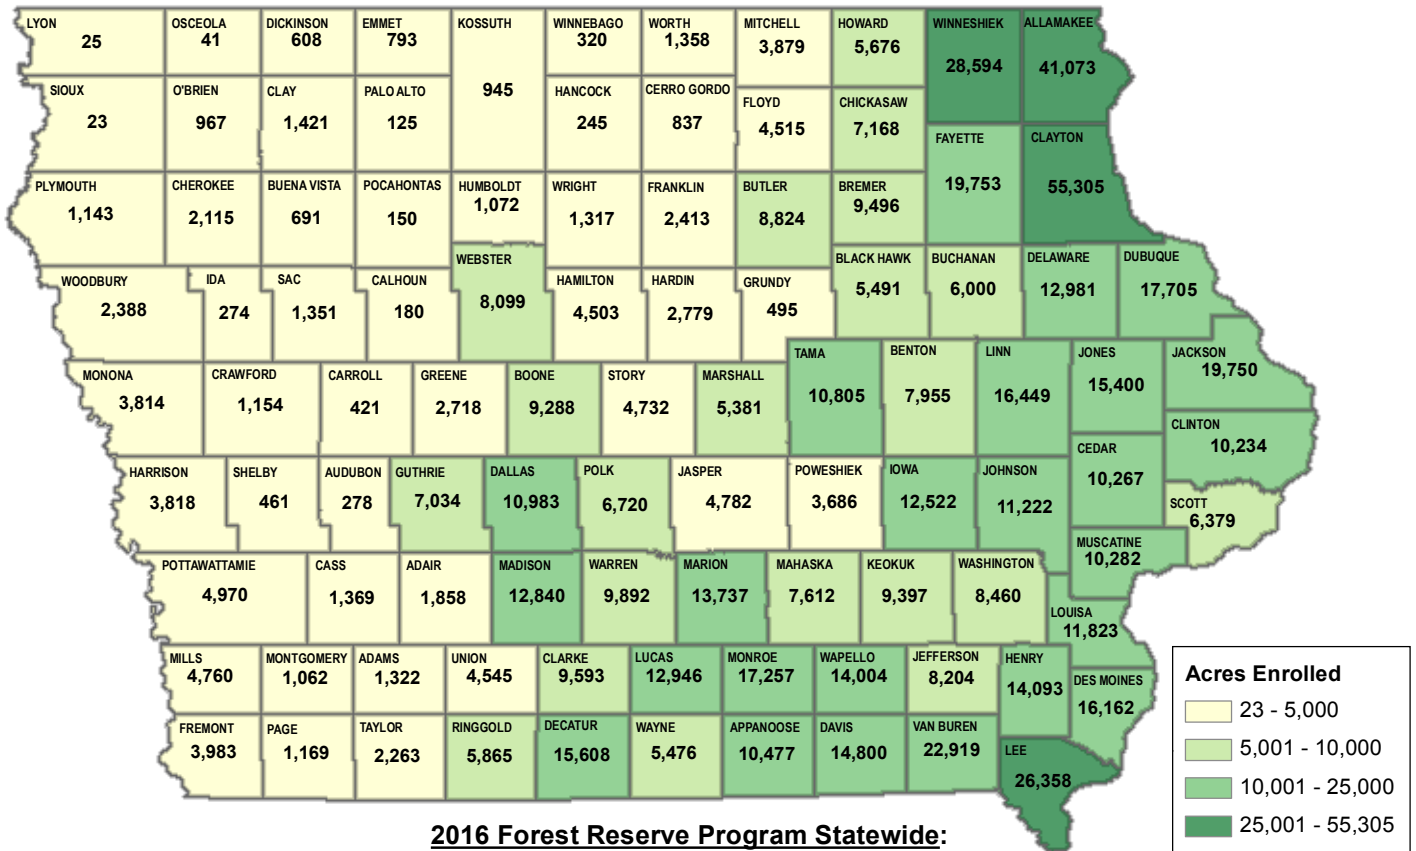 LYON
25
OSCEOLA
41
DICKINSON
608
EMMET
793
KOSSUTH
945
WINNEBAGO
320
WORTH
1,358
MITCHELL
3,879
HOWARD
5,676
WINNESHIEK
28,594
ALLAMAKEE
41,073
SIOUX
23
O'BRIEN
967
CLAY
1,421
PALO ALTO
125
HANCOCK
245
CERRO GORDO
837
FLOYD
4,515
CHICKASAW
7,168
FAYETTE
19,753
CLAYTON
55,305
PLYMOUTH
1,143
CHEROKEE
2,115
BUENA VISTA
691
POCAHONTAS
150
HUMBOLDT
1,072
WRIGHT
1,317
FRANKLIN
2,413
BUTLER
8,824
BREMER
9,496
WOODBURY
2,388
IDA
274
SAC
1,351
CALHOUN
180
WEBSTER
8,099
HAMILTON
4,503
HARDIN
2,779
GRUNDY
495
BLACK HAWK
5,491
BUCHANAN
6,000
DELAWARE
12,981
DUBUQUE
17,705
MONONA
3,814
CRAWFORD
1,154
CARROLL
421
GREENE
2,718
BOONE
9,288
STORY
4,732
MARSHALL
5,381
TAMA
10,805
BENTON
7,955
LINN
16,449
JONES
15,400
JACKSON
19,750
CLINTON
10,234
CEDAR
10,267
HARRISON
3,818
SHELBY
461
AUDUBON
278
GUTHRIE
7,034
DALLAS
10,983
POLK
6,720
JASPER
4,782
POWESHIEK
3,686
IOWA
12,522
JOHNSON
11,222
SCOTT
6,379
MUSCATINE
10,282
POTTAWATTAMIE
4,970
CASS
1,369
ADAIR
1,858
MADISON
12,840
WARREN
9,892
MARION
13,737
MAHASKA
7,612
KEOKUK
9,397
WASHINGTON
8,460
LOUISA
11,823
MILLS
4,760
MONTGOMERY
1,062
ADAMS
1,322
UNION
4,545
CLARKE
9,593
LUCAS
12,946
MONROE
17,257
WAPELLO
14,004
JEFFERSON
8,204
HENRY
14,093
DES MOINES
16,162
FREMONT
3,983
PAGE
1,169
TAYLOR
2,263
RINGGOLD
5,865
DECATUR
15,608
WAYNE
5,476
APPANOOSE
10,477
DAVIS
14,800
VAN BUREN
22,919
LEE
26,358
Acres Enrolled
23 - 5,000
5,001 - 10,000
10,001 - 25,000
25,001 - 55,305
2016 Forest Reserve Program Statewide: